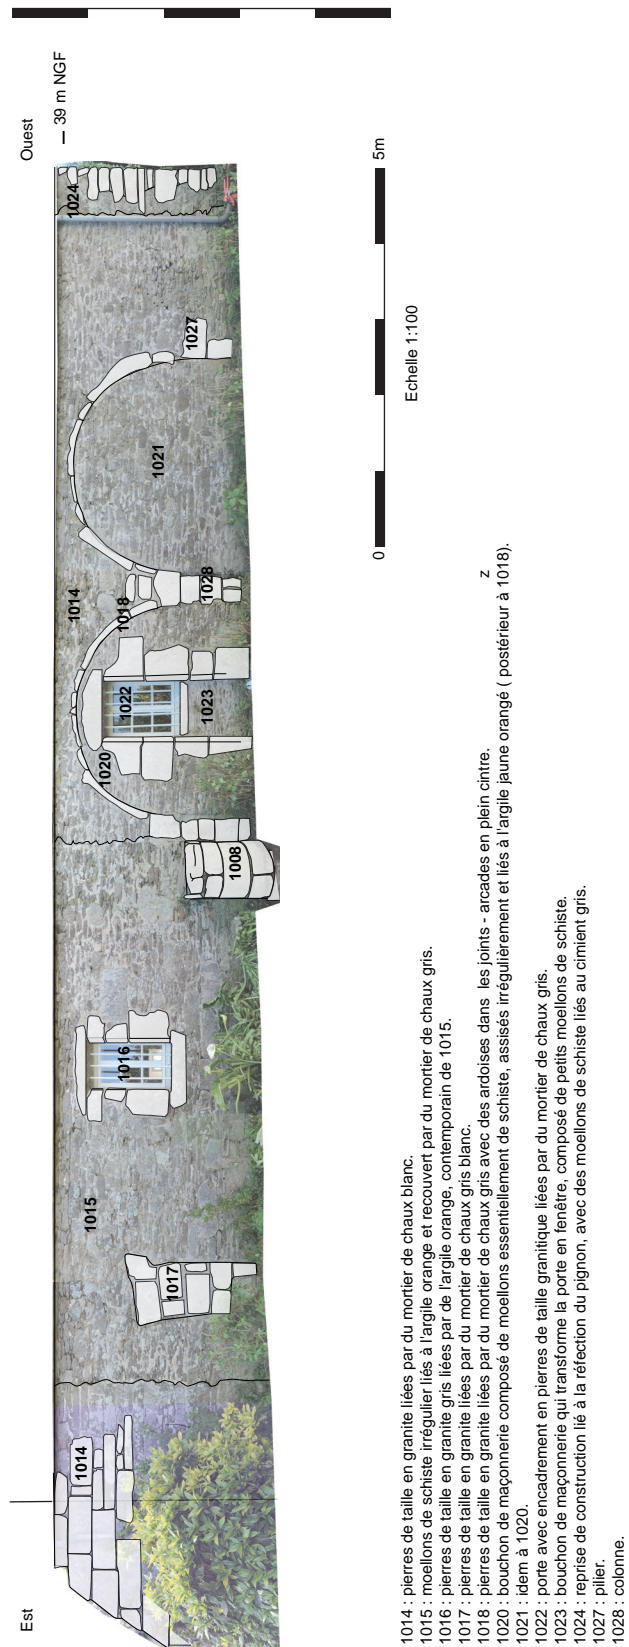 Est
Ouest
39 m NGF
1014
1017
1015
1016
1008
1020
1022
1023
1018
1014
1028
1021
1027
1024
0
5m
Echelle 1:100
1014 : pierres de taille en granite liées par du mortier de chaux blanc.
1015 : moellons de schiste irrégulier liés à l'argile orange et recouvert par du mortier de chaux gris.
1016 : pierres de taille en granite gris liées par de l'argile orange, contemporain de 1015.
1017 : pierres de taille en granite liées par du mortier de chaux gris blanc.
1018 : pierres de taille en granite liées par du mortier de chaux gris avec des ardoises dans les joints - arcades en plein cintre.
z
1020 : bouchon de maçonnerie composé de moellons essentiellement de schiste, assisés irrégulièrement et liés à l'argile jaune orangé ( postérieur à 1018).
1021 : idem à 1020.
1022 : porte avec encadrement en pierres de taille granitique liées par du mortier de chaux gris.
1023 : bouchon de maçonnerie qui transforme la porte en fenêtre, composé de petits moellons de schiste.
1024 : reprise de construction lié à la réfection du pignon, avec des moellons de schiste liés au cimient gris.
1027 : pilier.
1028 : colonne.